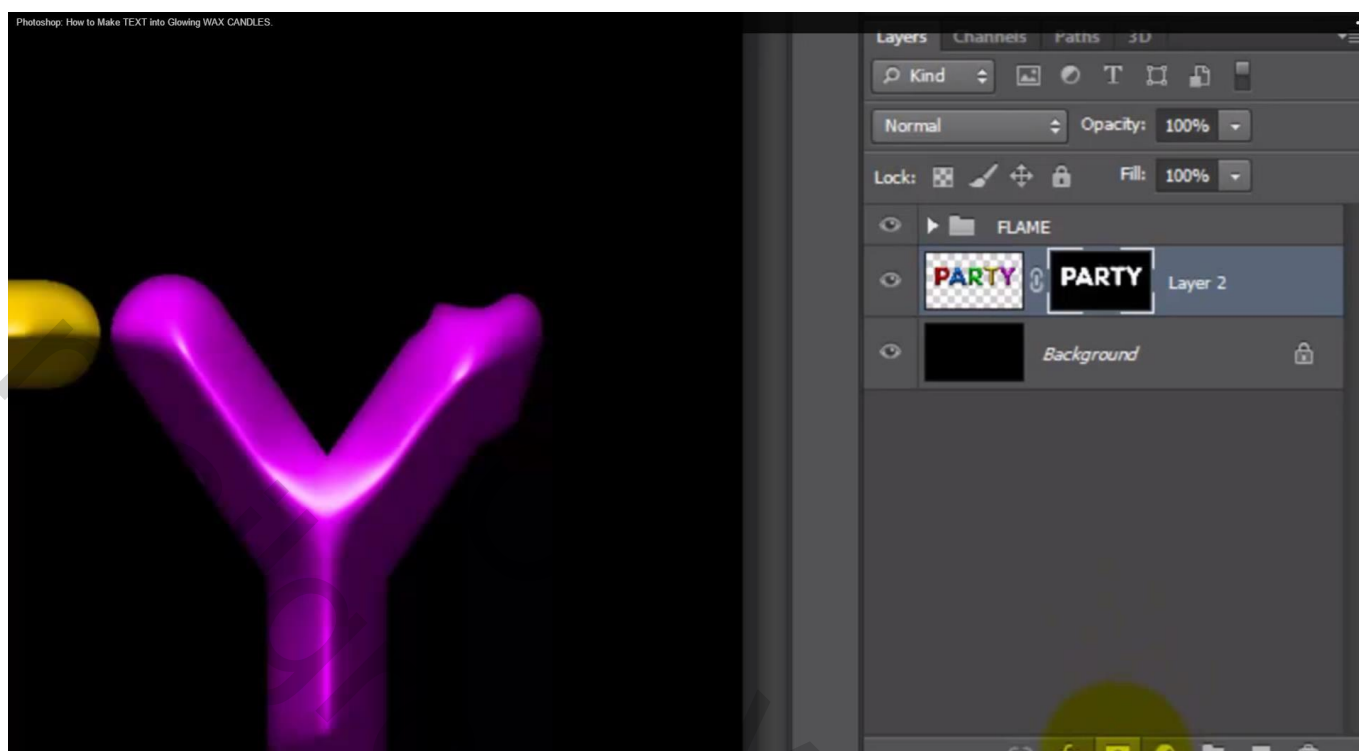 Photoshop: How to Make TEXT into Glowing WAX CANDLES.
Layers Channels Paths 3D
Kind T
Normal Opacity: 100%
Lock: Fill: 100%
FLAME
PARTY PARTY Layer 2
Background